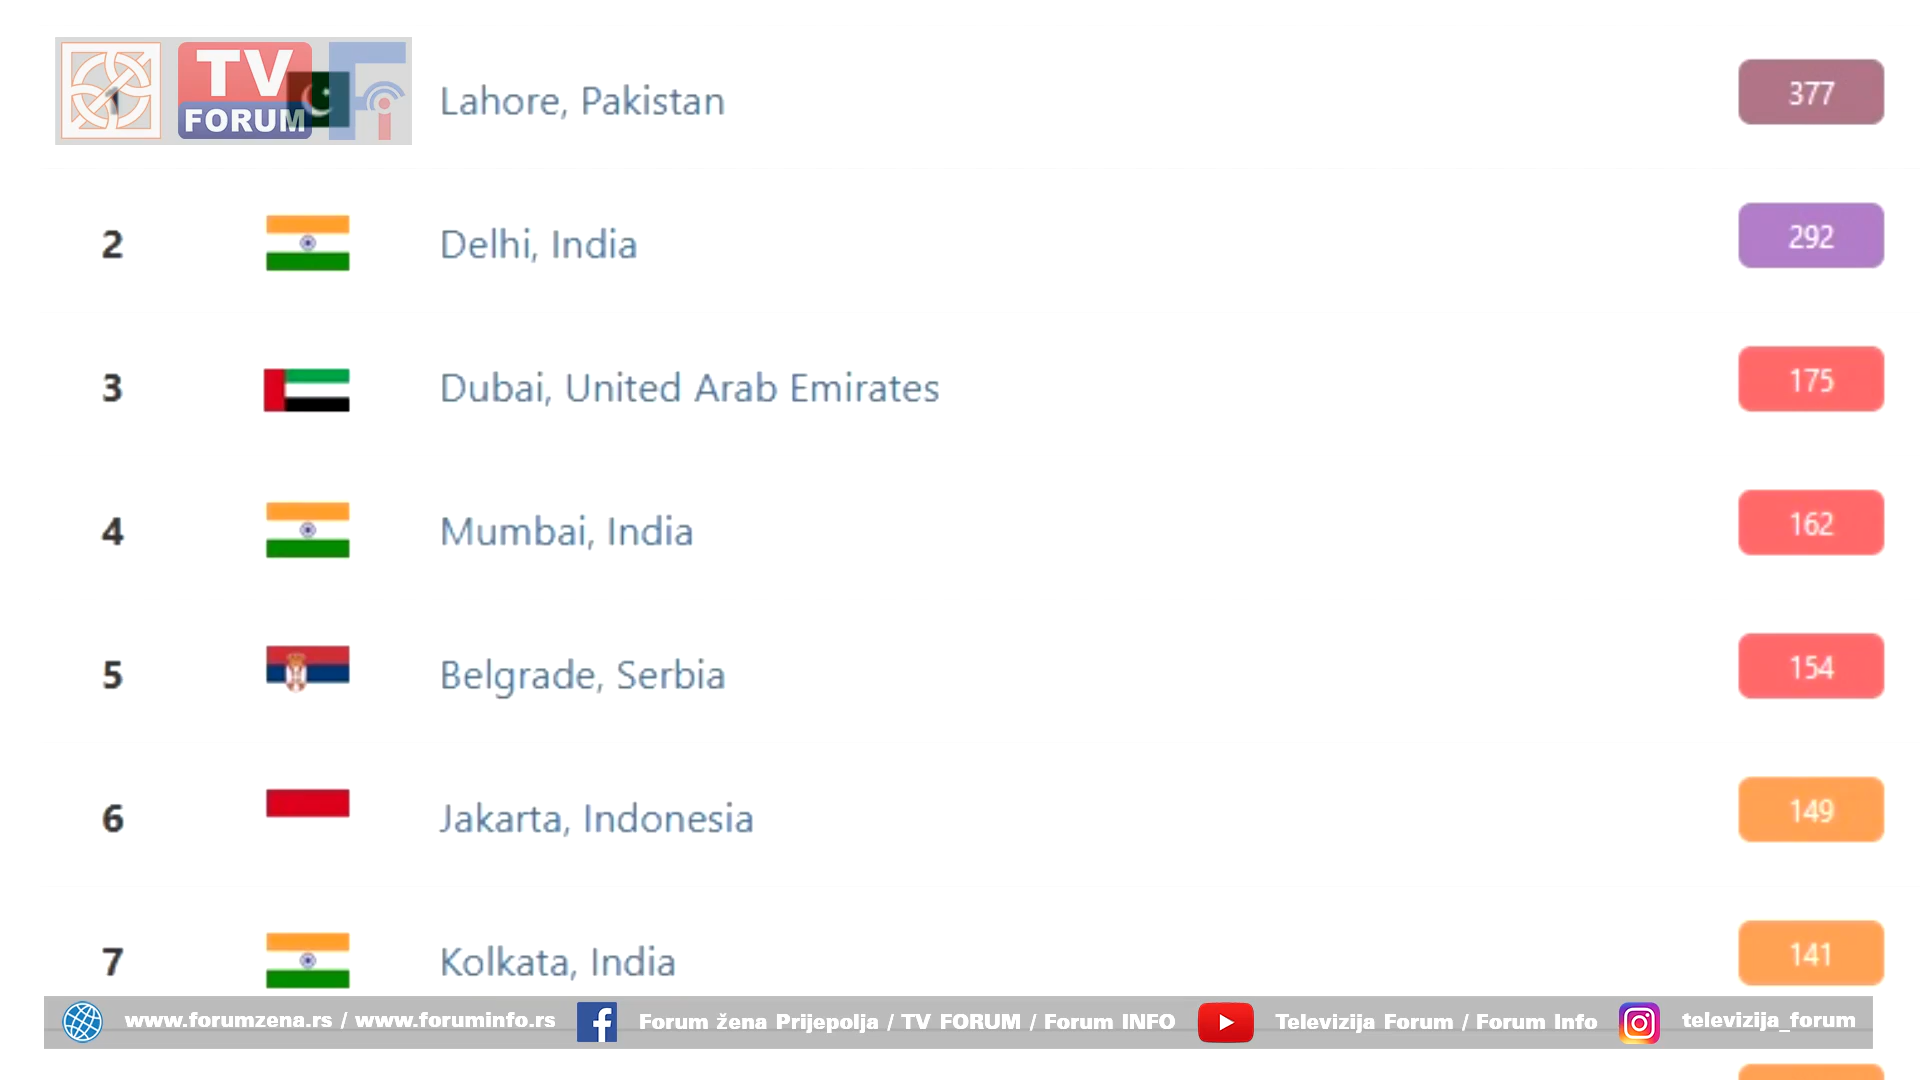 TV
FORUM
1
Lahore, Pakistan
377
2
Delhi, India
292
3
Dubai, United Arab Emirates
175
4
Mumbai, India
162
5
Belgrade, Serbia
154
6
Jakarta, Indonesia
149
7
Kolkata, India
141
www.forumzena.rs / www.foruminfo.rs
Forum žena Prijepolja / TV FORUM / Forum INFO
Televizija Forum / Forum Info
televizija_forum